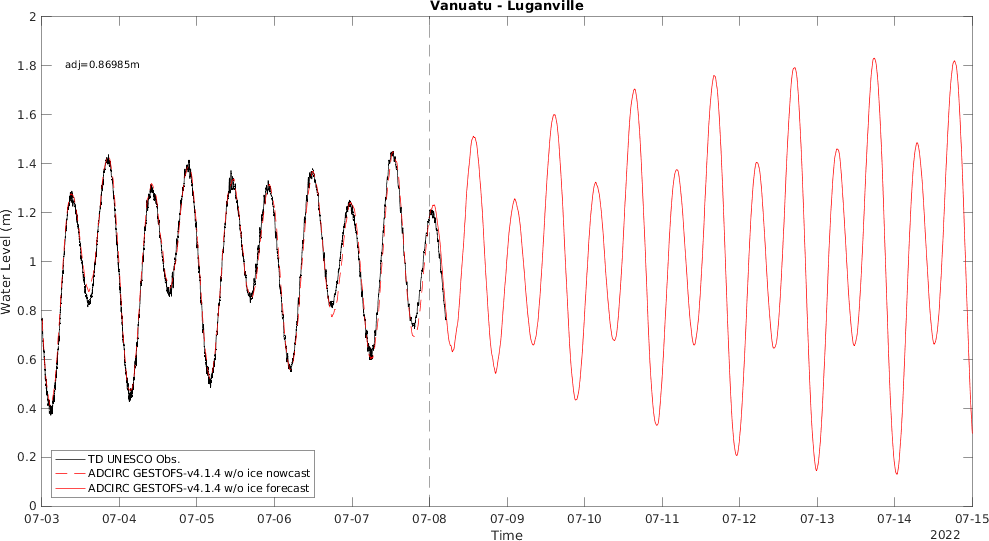 Vanuatu - Luganville
2
1.8
adj=0.86985m
1.6
1.4
1.2
1
0.8
0.6
0.4
0.2
0
Water Level (m)
TD UNESCO Obs.
ADCIRC GESTOFS-v4.1.4 w/o ice nowcast
ADCIRC GESTOFS-v4.1.4 w/o ice forecast
07-03 07-04 07-05 07-06 07-07 07-08 07-09 07-10 07-11 07-12 07-13 07-14 07-15
Time
2022